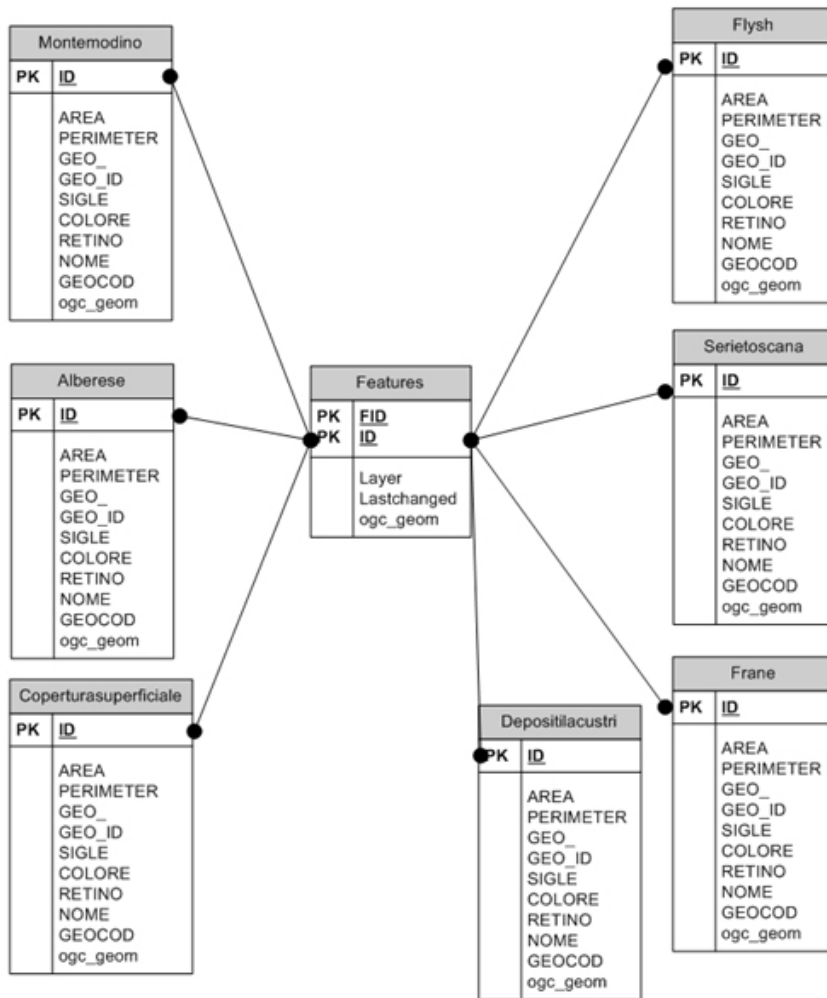 Montemodino
PK ID
AREA
PERIMETER
GEO_
GEO_ID
SIGLE
COLORE
RETINO
NOME
GEOCOD
ogc_geom
Alberese
PK ID
AREA
PERIMETER
GEO_
GEO_ID
SIGLE
COLORE
RETINO
NOME
GEOCOD
ogc_geom
Coperturasuperficiale
PK ID
AREA
PERIMETER
GEO_
GEO_ID
SIGLE
COLORE
RETINO
NOME
GEOCOD
ogc_geom
Features
PK FID
PK ID
Layer
Lastchanged
ogc_geom
Depositilacustri
PK ID
AREA
PERIMETER
GEO_
GEO_ID
SIGLE
COLORE
RETINO
NOME
GEOCOD
ogc_geom
Flysh
PK ID
AREA
PERIMETER
GEO_
GEO_ID
SIGLE
COLORE
RETINO
NOME
GEOCOD
ogc_geom
Serietoscana
PK ID
AREA
PERIMETER
GEO_
GEO_ID
SIGLE
COLORE
RETINO
NOME
GEOCOD
ogc_geom
Frane
PK ID
AREA
PERIMETER
GEO_
GEO_ID
SIGLE
COLORE
RETINO
NOME
GEOCOD
ogc_geom